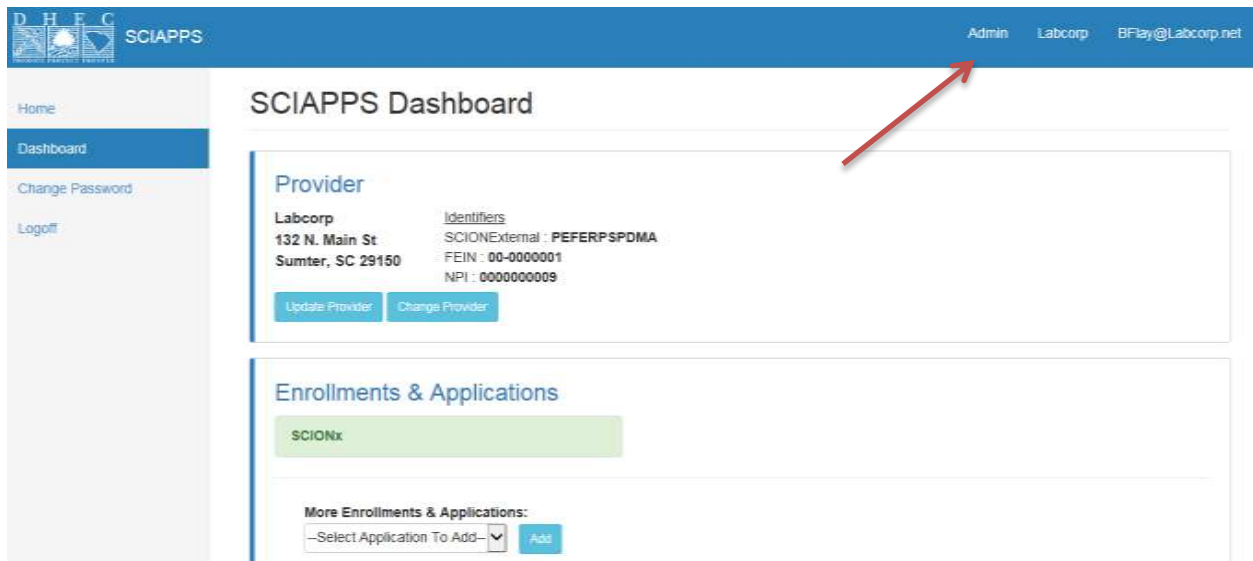 D H E C
SCIAPPS
Admin Labcorp BFlay@Labcorp.net
Home
Dashboard
Change Password
Logoff
SCIAPPS Dashboard
Provider
Labcorp
132 N. Main St
Sumter, SC 29150
Identifiers
SCIONExternal : PEFERPSPDMA
FEIN : 00-0000001
NPI : 0000000009
Update Provider Change Provider
Enrollments & Applications
SCIONx
More Enrollments & Applications:
--Select Application To Add-- Add